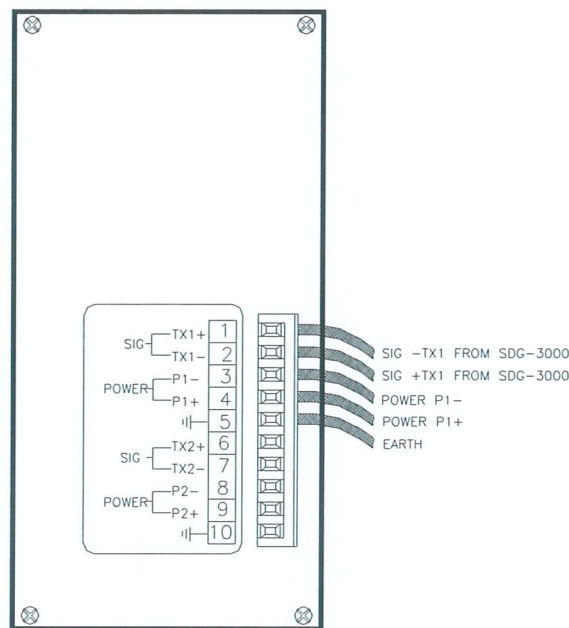 SIG TX1+ 1
TX1- 2
POWER P1- 3
P1+ 4
5
SIG TX2+ 6
TX2- 7
POWER P2- 8
P2+ 9
10
SIG -TX1 FROM SDG-3000
SIG +TX1 FROM SDG-3000
POWER P1-
POWER P1+
EARTH